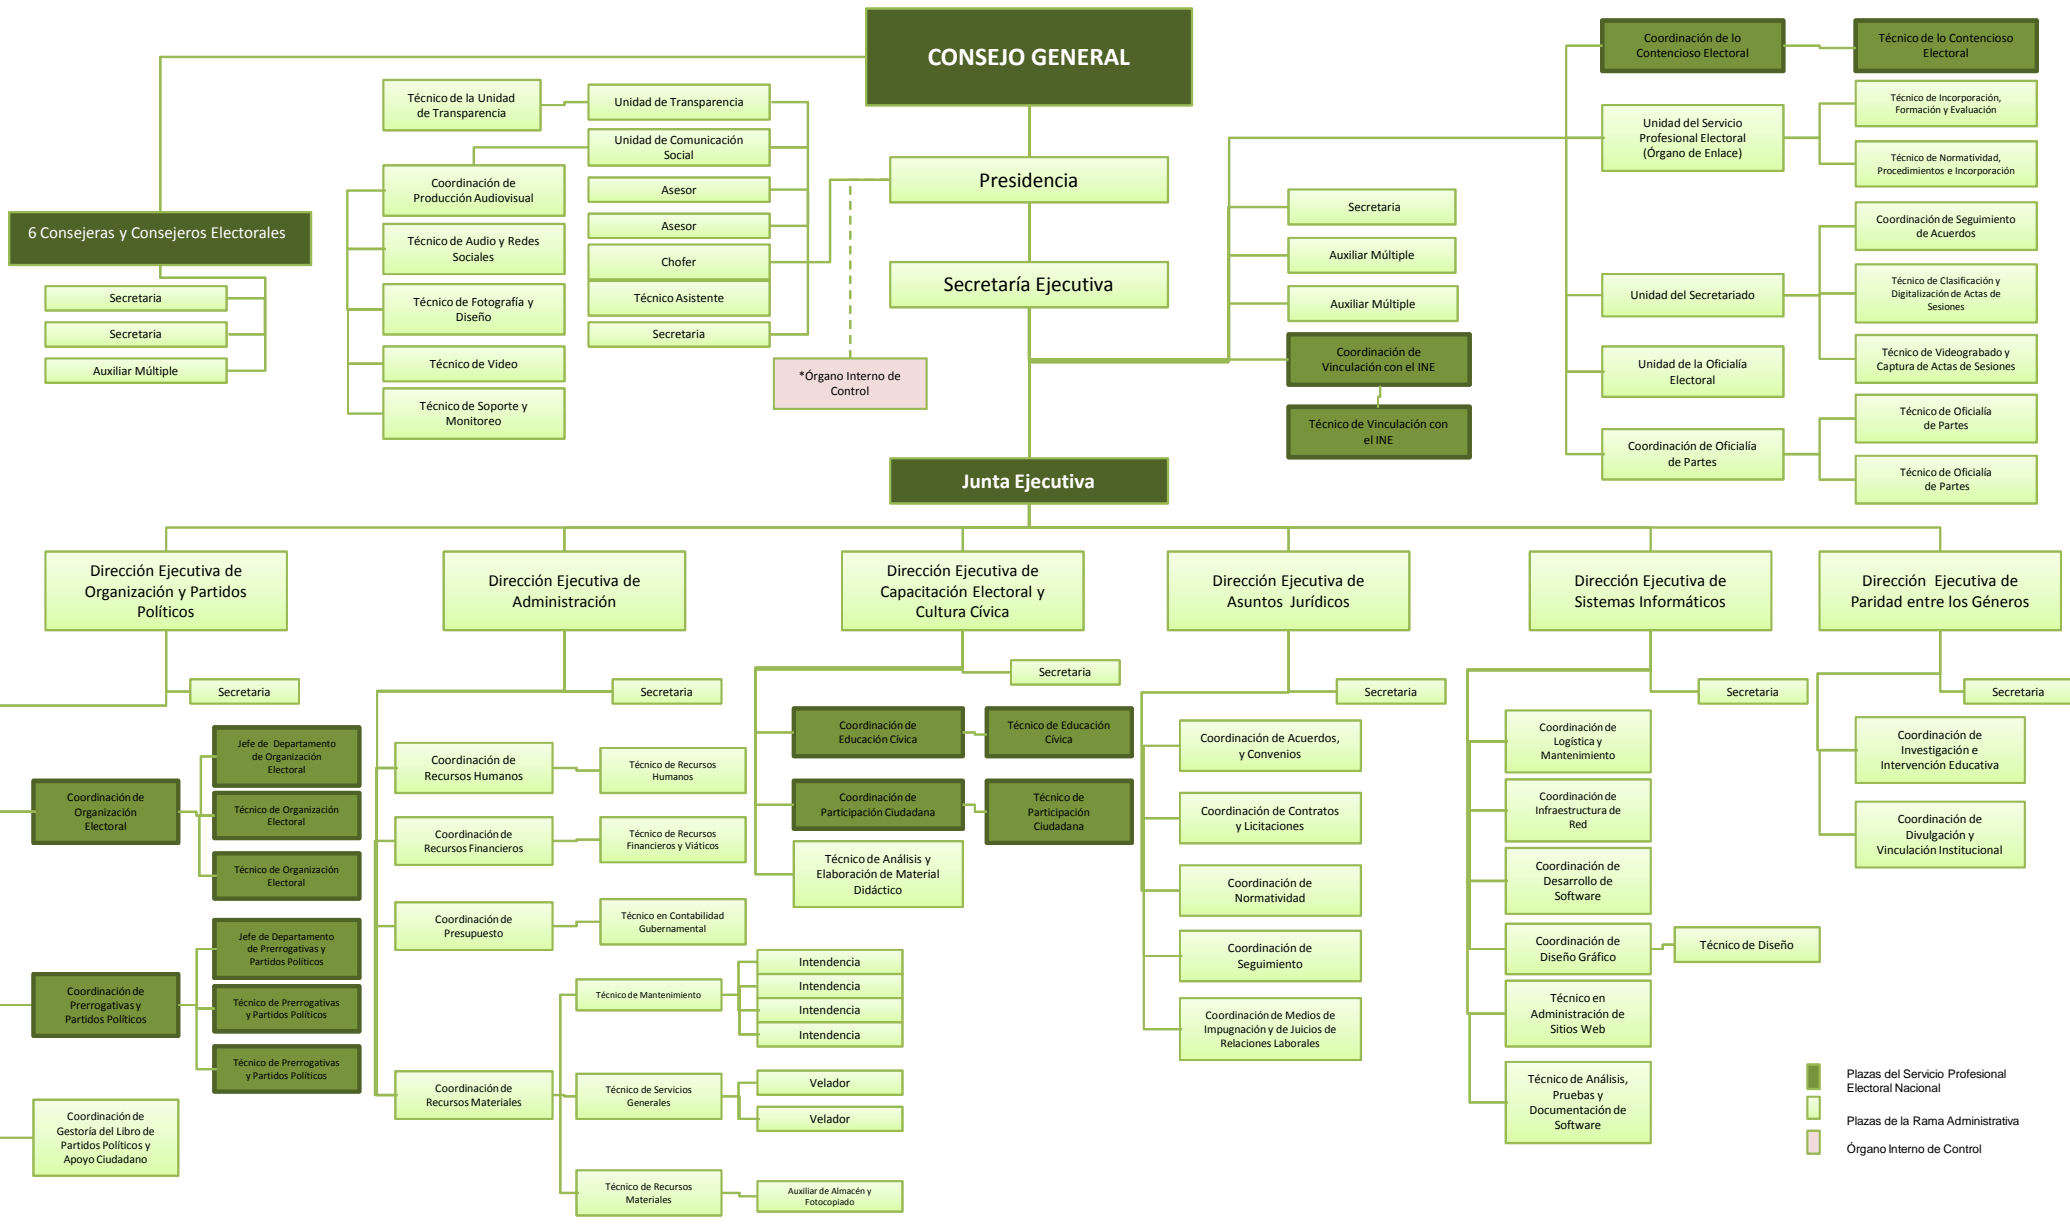 CONSEJO GENERAL
6 Consejeras y Consejeros Electorales
Secretaria
Secretaria
Auxiliar Múltiple
Técnico de la Unidad
de Transparencia
Coordinación de
Producción Audiovisual
Técnico de Audio y Redes
Sociales
Técnico de Fotografía y
Diseño
Técnico de Video
Técnico de Soporte y
Monitoreo
Unidad de Transparencia
Unidad de Comunicación
Social
Asesor
Asesor
Chofer
Técnico Asistente
Secretaria
Presidencia
Secretaría Ejecutiva
*Órgano Interno de
Control
Secretaria
Auxiliar Múltiple
Auxiliar Múltiple
Coordinación de
Vinculación con el INE
Técnico de Vinculación con
el INE
Coordinación de lo
Contencioso Electoral
Técnico de lo Contencioso
Electoral
Unidad del Servicio
Profesional Electoral
(Órgano de Enlace)
Técnico de Incorporación,
Formación y Evaluación
Técnico de Normatividad,
Procedimientos e Incorporación
Unidad del Secretariado
Coordinación de Seguimiento
de Acuerdos
Técnico de Clasificación y
Digitalización de Actas de
Sesiones
Técnico de Videograbado y
Captura de Actas de Sesiones
Unidad de la Oficialía
Electoral
Coordinación de Oficialía
de Partes
Técnico de Oficialía
de Partes
Técnico de Oficialía
de Partes
Junta Ejecutiva
Dirección Ejecutiva de
Organización y Partidos
Políticos
Secretaria
Coordinación de
Organización
Electoral
Jefe de Departamento
de Organización
Electoral
Técnico de Organización
Electoral
Técnico de Organización
Electoral
Coordinación de
Prerrogativas y
Partidos Políticos
Jefe de Departamento
de Prerrogativas y
Partidos Políticos
Técnico de Prerrogativas
y Partidos Políticos
Técnico de Prerrogativas
y Partidos Políticos
Coordinación de
Gestoría del Libro de
Partidos Políticos y
Apoyo Ciudadano
Dirección Ejecutiva de
Administración
Secretaria
Coordinación de
Recursos Humanos
Técnico de Recursos
Humanos
Coordinación de
Recursos Financieros
Técnico de Recursos
Financieros y Viáticos
Coordinación de
Presupuesto
Técnico en Contabilidad
Gubernamental
Coordinación de
Recursos Materiales
Técnico de Mantenimiento
Intendencia
Intendencia
Intendencia
Intendencia
Técnico de Servicios
Generales
Velador
Velador
Técnico de Recursos
Materiales
Auxiliar de Almacén y
Fotocopiado
Dirección Ejecutiva de
Capacitación Electoral y
Cultura Cívica
Secretaria
Coordinación de
Educación Cívica
Técnico de Educación
Cívica
Coordinación de
Participación Ciudadana
Técnico de
Participación
Ciudadana
Técnico de Análisis y
Elaboración de Material
Didáctico
Dirección Ejecutiva de
Asuntos Jurídicos
Secretaria
Coordinación de Acuerdos,
y Convenios
Coordinación de Contratos
y Licitaciones
Coordinación de
Normatividad
Coordinación de
Seguimiento
Coordinación de Medios de
Impugnación y de Juicios de
Relaciones Laborales
Dirección Ejecutiva de
Sistemas Informáticos
Secretaria
Coordinación de
Logística y
Mantenimiento
Coordinación de
Infraestructura de
Red
Coordinación de
Desarrollo de
Software
Coordinación de
Diseño Gráfico
Técnico de Diseño
Técnico en
Administración de
Sitios Web
Técnico de Análisis,
Pruebas y
Documentación de
Software
Dirección Ejecutiva de
Paridad entre los Géneros
Secretaria
Coordinación de
Investigación e
Intervención Educativa
Coordinación de
Divulgación y
Vinculación Institucional
Plazas del Servicio Profesional
Electoral Nacional
Plazas de la Rama Administrativa
Órgano Interno de Control